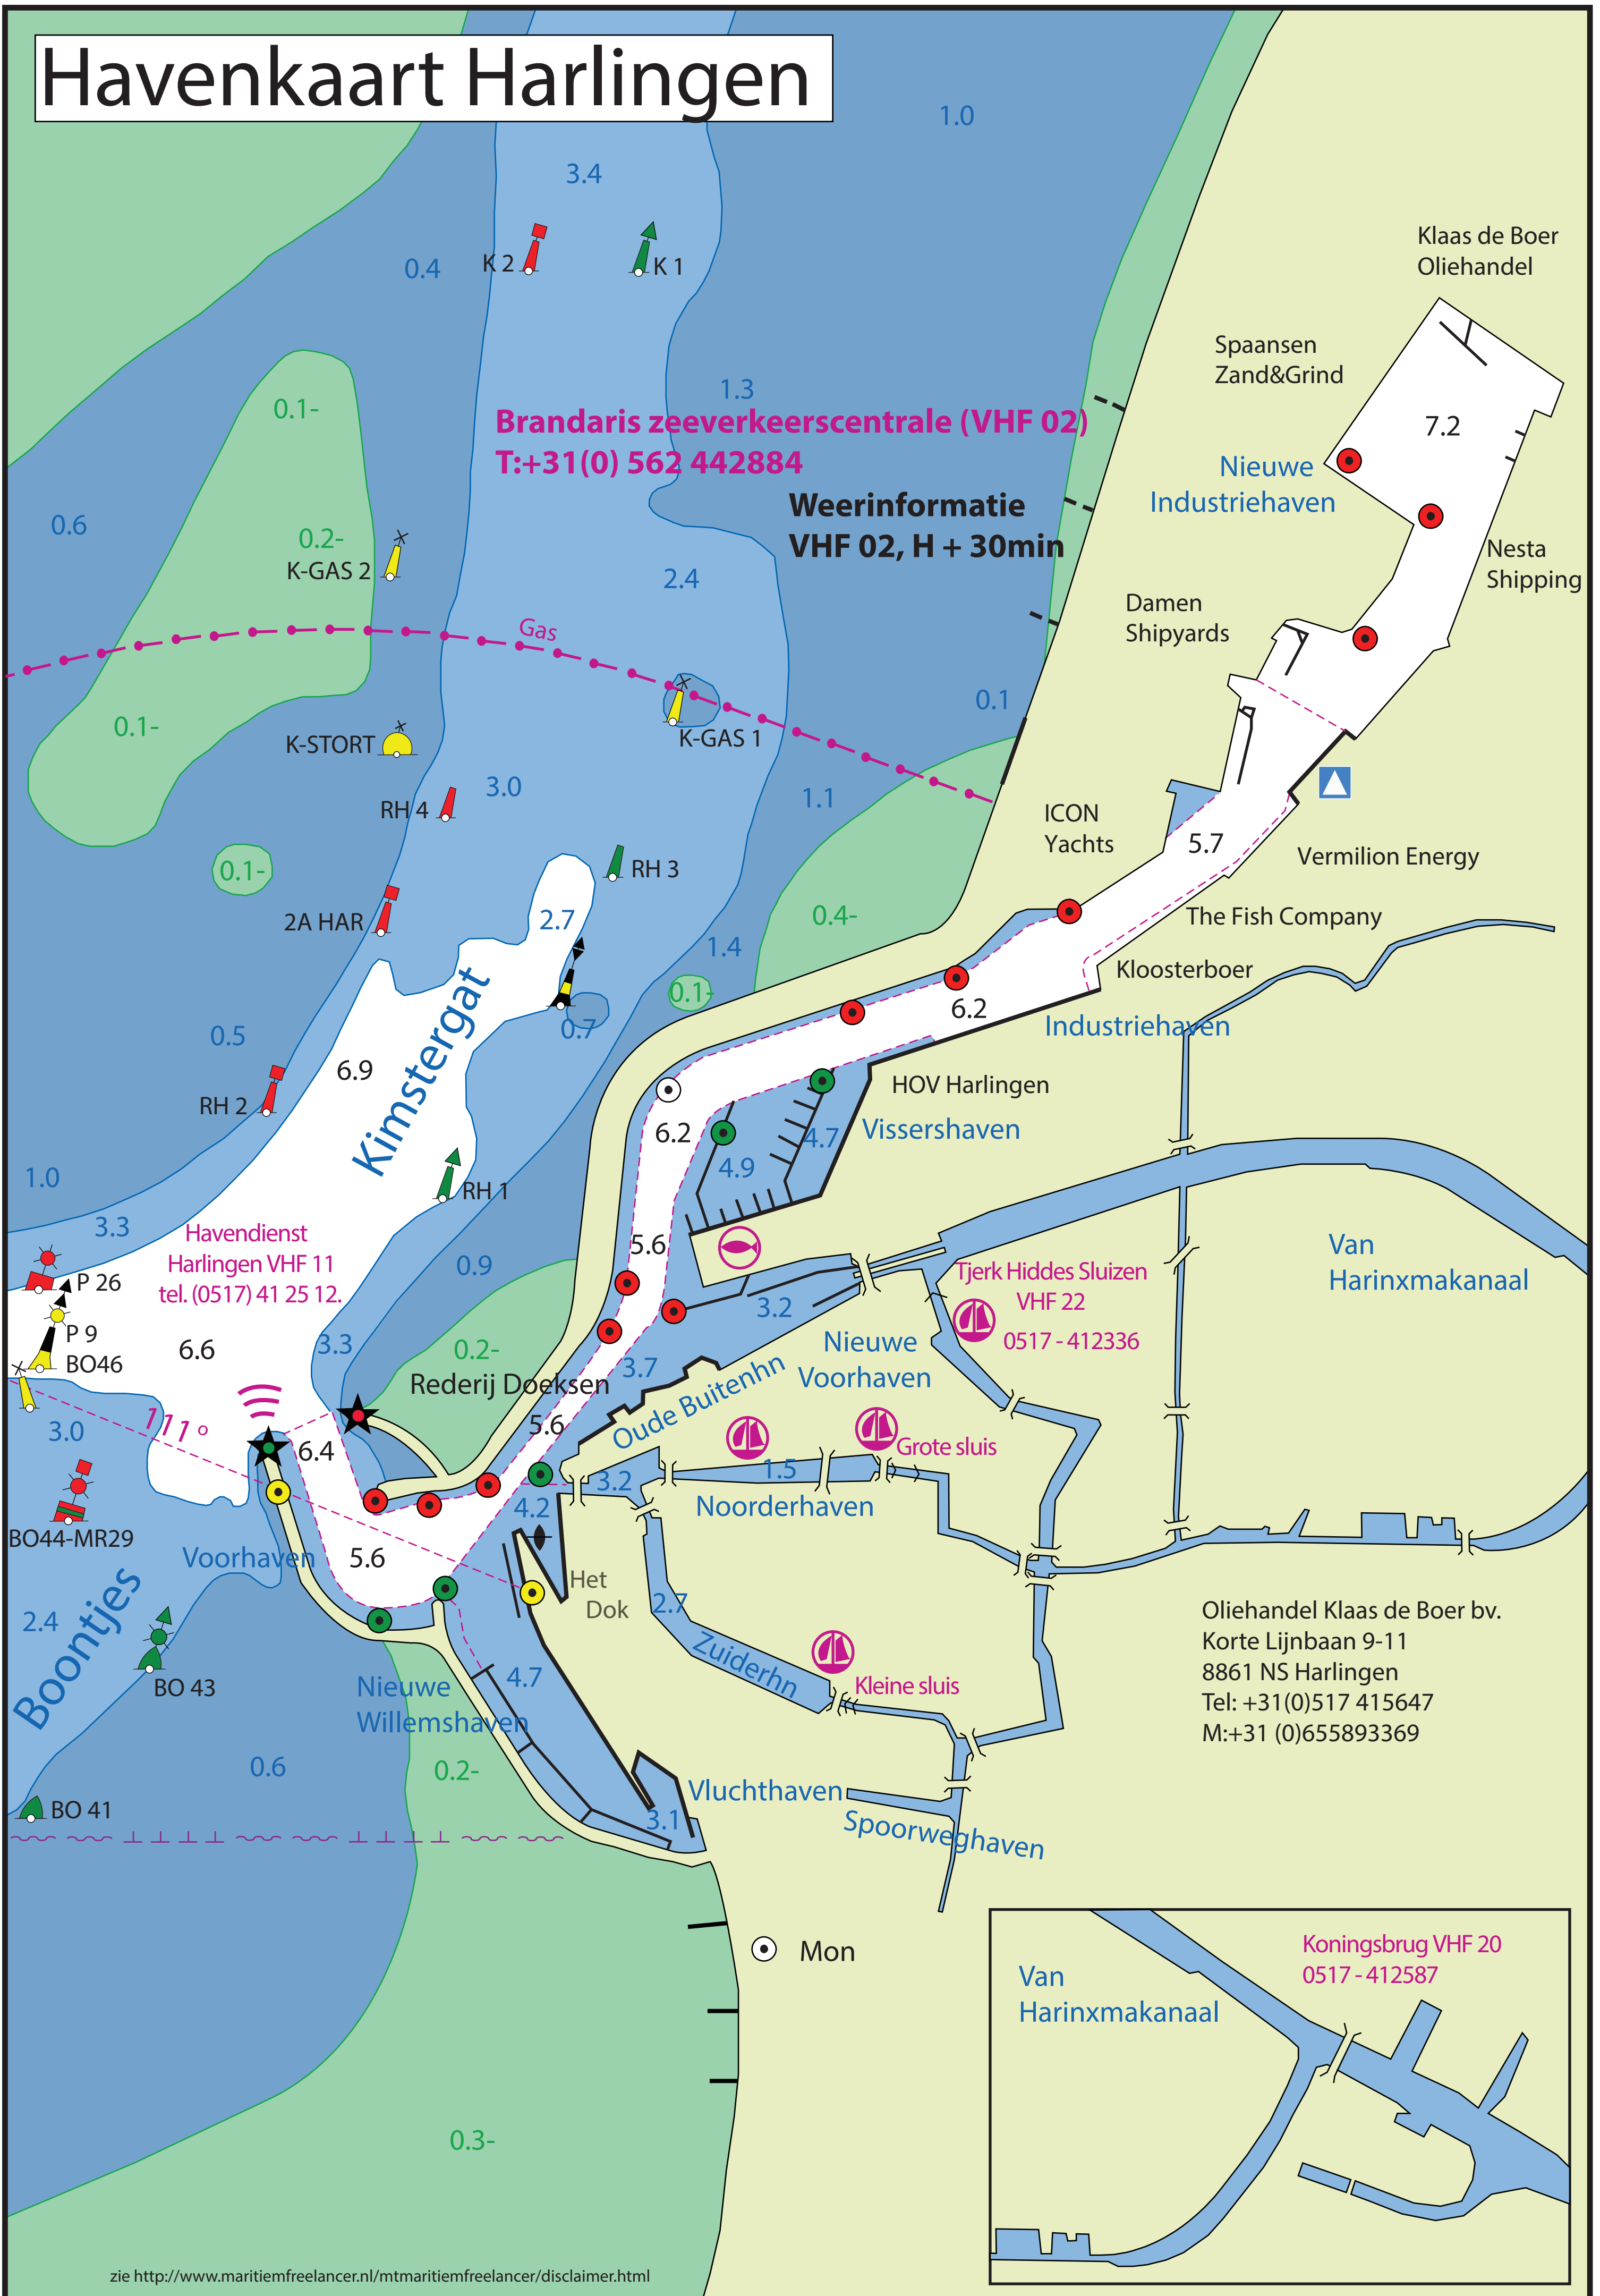 Havenkaart Harlingen
1.0
3.4
K 2
K 1
0.4
Klaas de Boer
Oliehandel
Spaansen
Zand&Grind
1.3
0.1-
Brandaris zeeverkeerscentrale (VHF 02)
T:+31(0) 562 442884
7.2
Nieuwe
Industriehaven
Weerinformatie
VHF 02, H + 30min
0.6
0.2-
K-GAS 2
2.4
Nesta
Shipping
Damen
Shipyards
Gas
0.1
0.1-
K-STORT
K-GAS 1
3.0
1.1
RH 4
ICON
Yachts
5.7
Vermilion Energy
0.1-
RH 3
2A HAR
2.7
0.4-
The Fish Company
1.4
Kloosterboer
0.1-
6.2
Industriehaven
0.5
0.7
6.9
Kimstergat
RH 2
HOV Harlingen
6.2
4.7
Vissershaven
4.9
1.0
RH 1
3.3
Havendienst
Harlingen VHF 11
tel. (0517) 41 25 12.
5.6
0.9
Van
Harinxmakanaal
Tjerk Hiddes Sluizen
VHF 22
0517 - 412336
P 26
3.2
P 9
BO46
6.6
3.3
0.2-
Nieuwe
Voorhaven
3.7
Rederij Doeksen
Oude Buitenhn
111°
3.0
6.4
5.6
Grote sluis
1.5
3.2
Noorderhaven
4.2
BO44-MR29
Voorhaven
5.6
Het
Dok
2.7
2.4
Boontjes
Oliehandel Klaas de Boer bv.
Korte Lijnbaan 9-11
8861 NS Harlingen
Tel: +31(0)517 415647
M:+31 (0)655893369
Zuiderhn
Kleine sluis
BO 43
4.7
Nieuwe
Willemshaven
0.6
0.2-
Vluchthaven
BO 41
3.1
Spoorweghaven
Mon
Koningsbrug VHF 20
0517 - 412587
Van
Harinxmakanaal
0.3-
zie http://www.maritiemfreelancer.nl/mtmaritiemfreelancer/disclaimer.html